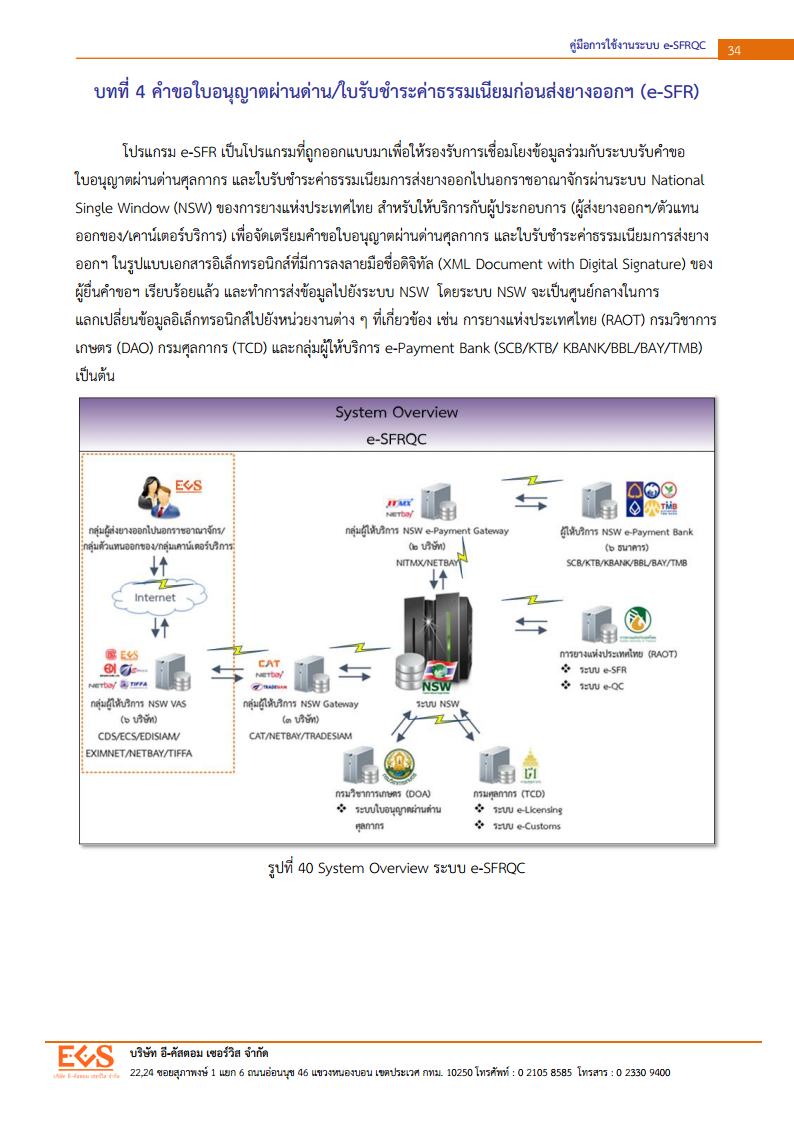 คู่มือการใช้งานระบบ e-SFRQC 34
บทที่ 4 คำขอใบอนุญาตผ่านด่าน/ใบรับชำระค่าธรรมเนียมก่อนส่งยางออกฯ (e-SFR)
โปรแกรม e-SFR เป็นโปรแกรมที่ถูกออกแบบมาเพื่อให้รองรับการเชื่อมโยงข้อมูลร่วมกับระบบรับคำขอ
ใบอนุญาตผ่านด่านศุลกากร และใบรับชำระค่าธรรมเนียมการส่งยางออกไปนอกราชอาณาจักรผ่านระบบ National
Single Window (NSW) ของการยางแห่งประเทศไทย สำหรับให้บริการกับผู้ประกอบการ (ผู้ส่งยางออกฯ/ตัวแทน
ออกของ/เคาน์เตอร์บริการ) เพื่อจัดเตรียมคำขอใบอนุญาตผ่านด่านศุลกากร และใบรับชำระค่าธรรมเนียมการส่งยาง
ออกฯ ในรูปแบบเอกสารอิเล็กทรอนิกส์ที่มีการลงลายมือชื่อดิจิทัล (XML Document with Digital Signature) ของ
ผู้ยื่นคำขอฯ เรียบร้อยแล้ว และทำการส่งข้อมูลไปยังระบบ NSW โดยระบบ NSW จะเป็นศูนย์กลางในการ
แลกเปลี่ยนข้อมูลอิเล็กทรอนิกส์ไปยังหน่วยงานต่าง ๆ ที่เกี่ยวข้อง เช่น การยางแห่งประเทศไทย (RAOT) กรมวิชาการ
เกษตร (DAO) กรมศุลกากร (TCD) และกลุ่มผู้ให้บริการ e-Payment Bank (SCB/KTB/ KBANK/BBL/BAY/TMB)
เป็นต้น
System Overview
e-SFRQC
ECS
กลุ่มผู้ส่งยางออกไปนอกราชอาณาจักร/
กลุ่มตัวแทนออกของ/กลุ่มเคาน์เตอร์บริการ
Internet
ECS
EDI
NETbay TIFFA
กลุ่มผู้ให้บริการ NSW VAS
(๖ บริษัท)
CDS/ECS/EDISIAM/
EXIMNET/NETBAY/TIFFA
CAT
NETbay
TRADESIAM
กลุ่มผู้ให้บริการ NSW Gateway
(๓ บริษัท)
CAT/NETBAY/TRADESIAM
ITMX
NETbay
กลุ่มผู้ให้บริการ NSW e-Payment Gateway
(๒ บริษัท)
NITMX/NETBAY
TMB
ผู้ให้บริการ NSW e-Payment Bank
(๖ ธนาคาร)
SCB/KTB/KBANK/BBL/BAY/TMB
NSW
ระบบ NSW
การยางแห่งประเทศไทย (RAOT)
❖ ระบบ e-SFR
❖ ระบบ e-QC
กรมวิชาการเกษตร (DOA)
❖ ระบบใบอนุญาตผ่านด่าน
ศุลกากร
กรมศุลกากร (TCD)
❖ ระบบ e-Licensing
❖ ระบบ e-Customs
รูปที่ 40 System Overview ระบบ e-SFRQC
ECS
บริษัท อี-คัสตอม เซอร์วิส จำกัด
บริษัท อี-คัสตอม เซอร์วิส จำกัด
22,24 ซอยสุภาพงษ์ 1 แยก 6 ถนนอ่อนนุช 46 แขวงหนองบอน เขตประเวศ กทม. 10250 โทรศัพท์ : 0 2105 8585 โทรสาร : 0 2330 9400